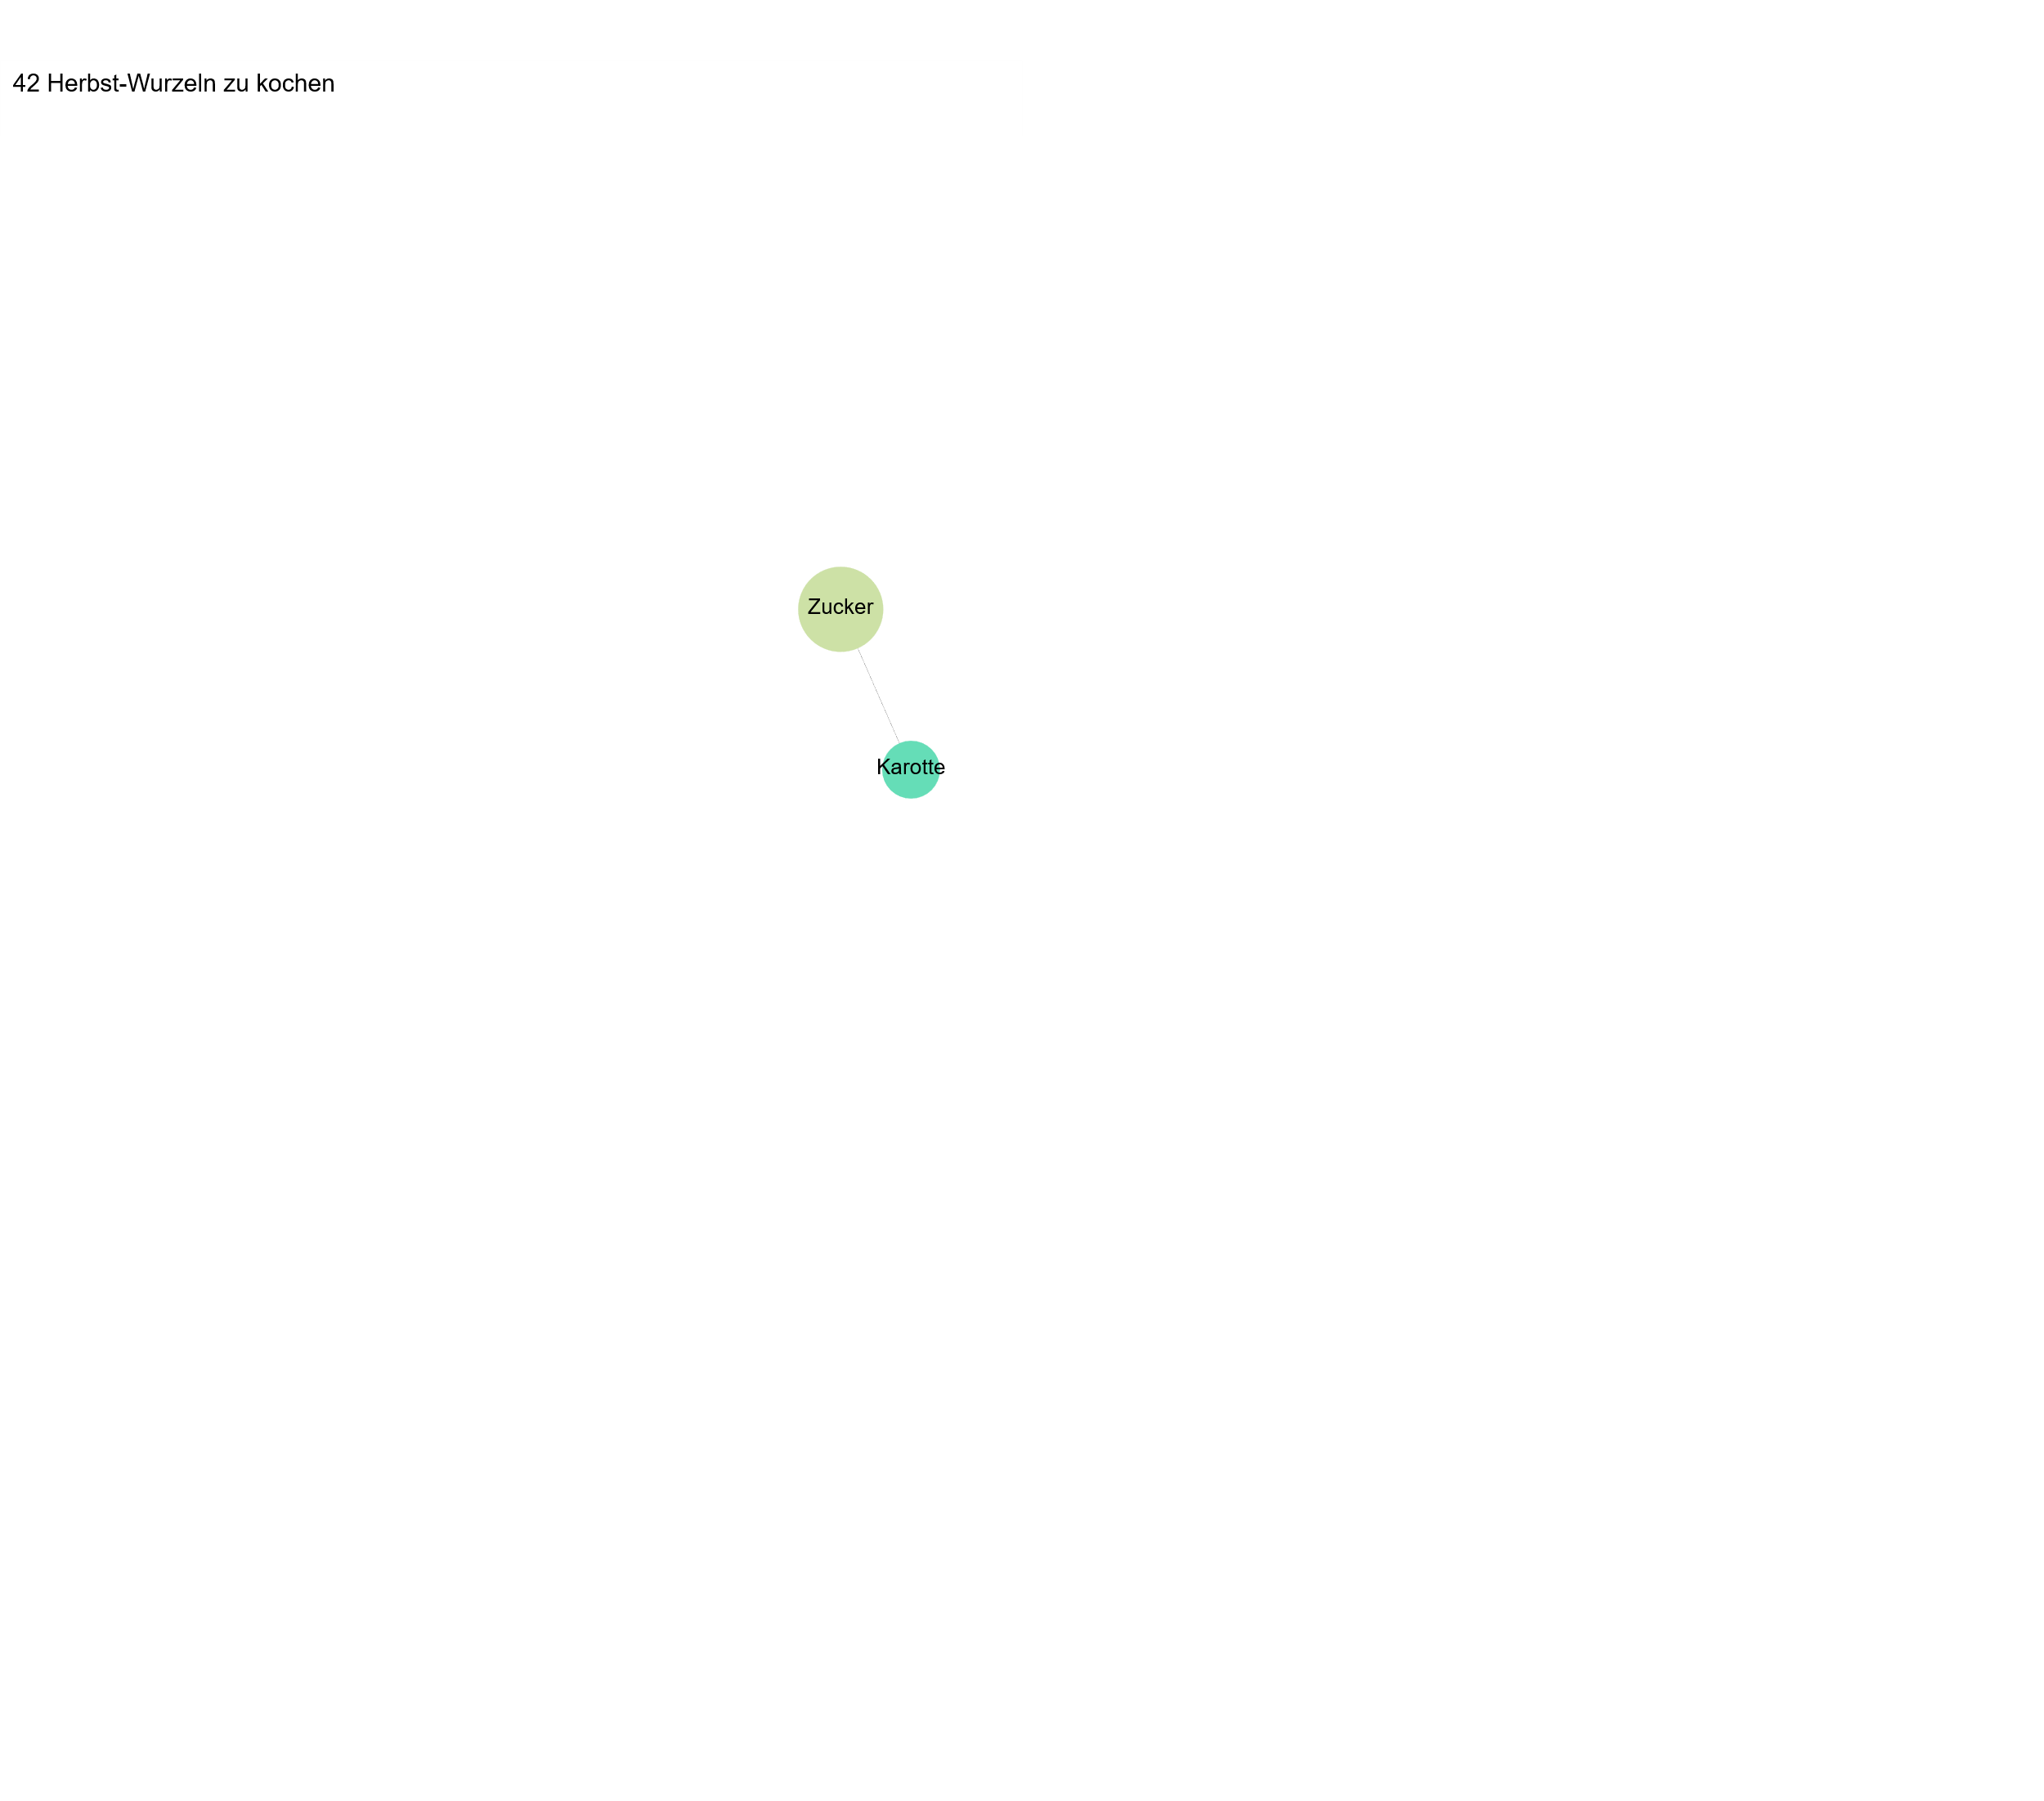 42 Herbst-Wurzeln zu kochen
Zucker
Karotte